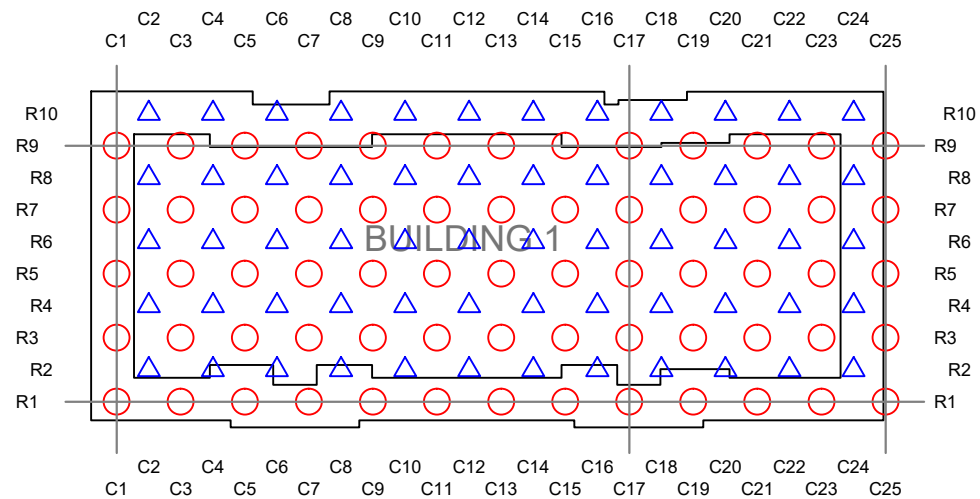 C2 C4 C6 C8 C10 C12 C14 C16 C18 C20 C22 C24
C1 C3 C5 C7 C9 C11 C13 C15 C17 C19 C21 C23 C25
R10 R10
R9 R9
R8 R8
R7 R7
R6 BUILDING 1 R6
R5 R5
R4 R4
R3 R3
R2 R2
R1 R1
C2 C4 C6 C8 C10 C12 C14 C16 C18 C20 C22 C24
C1 C3 C5 C7 C9 C11 C13 C15 C17 C19 C21 C23 C25